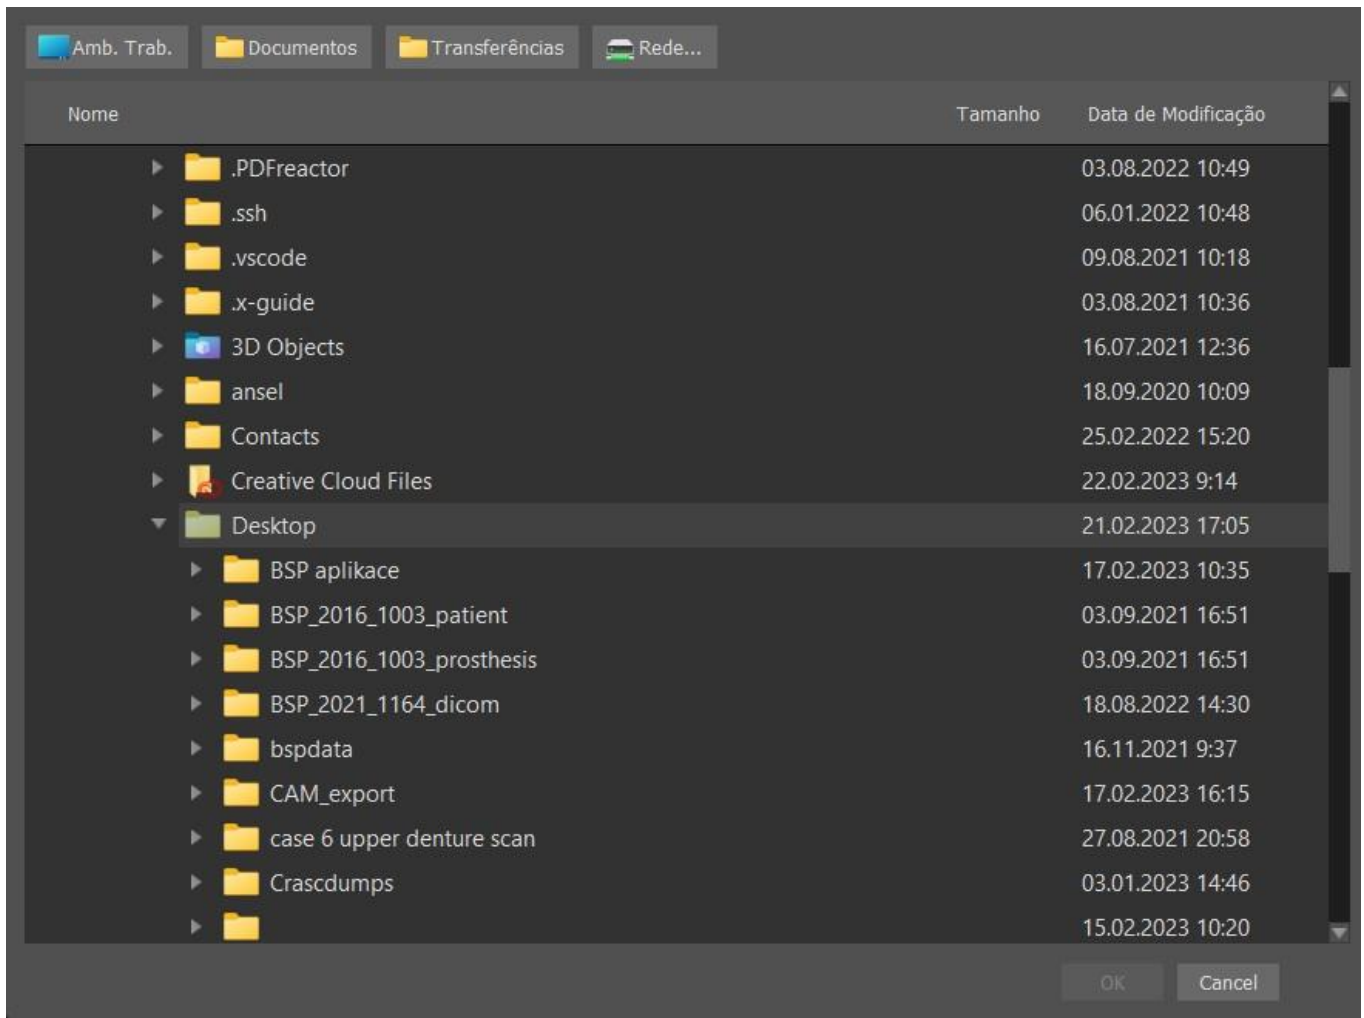 Amb. Trab. Documentos Transferências Rede...
Nome Tamanho Data de Modificação
.PDFreactor 03.08.2022 10:49
.ssh 06.01.2022 10:48
.vscode 09.08.2021 10:18
.x-guide 03.08.2021 10:36
3D Objects 16.07.2021 12:36
ansel 18.09.2020 10:09
Contacts 25.02.2022 15:20
Creative Cloud Files 22.02.2023 9:14
Desktop 21.02.2023 17:05
BSP aplikace 17.02.2023 10:35
BSP_2016_1003_patient 03.09.2021 16:51
BSP_2016_1003_prosthesis 03.09.2021 16:51
BSP_2021_1164_dicom 18.08.2022 14:30
bspdata 16.11.2021 9:37
CAM_export 17.02.2023 16:15
case 6 upper denture scan 27.08.2021 20:58
Crascdumps 03.01.2023 14:46
15.02.2023 10:20
OK Cancel